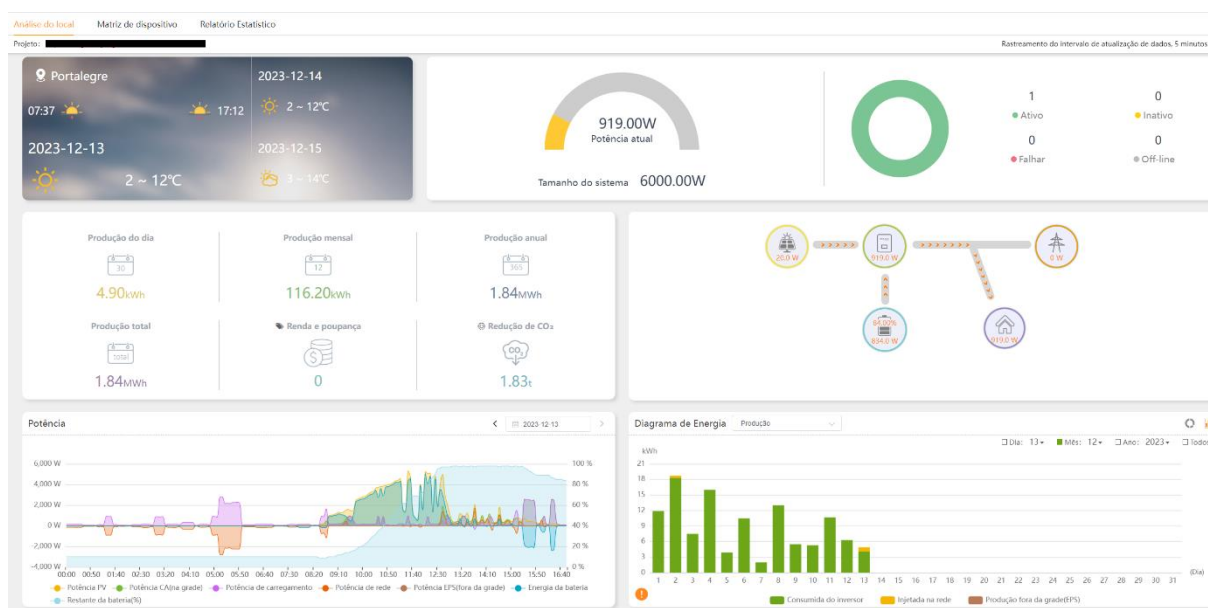 Análise do local Matriz de dispositivo Relatório Estatístico
Projeto: Rastreamento do intervalo de atualização de dados, 5 minutos
Portalegre 2023-12-14
07:37 17:12 2 ~ 12℃
2023-12-13 2023-12-15
2 ~ 12℃ 3 ~ 14℃
919.00W
Potência atual
Tamanho do sistema 6000.00W
1 0
Ativo Inativo
0 0
Falhar Off-line
Produção do dia Produção mensal Produção anual
30 12 365
4.90kWh 116.20kWh 1.84MWh
Produção total Renda e poupança Redução de CO₂
total $ CO₂
1.84MWh 0 1.83t
20.0 W 919.0 W 0 W
64.00%
834.0 W 919.0 W
Potência 2023-12-13
6,000 W 100 %
4,000 W 80 %
2,000 W 60 %
0 W 40 %
-2,000 W 20 %
-4,000 W 0 %
00:00 00:50 01:40 02:30 03:20 04:10 05:00 05:50 06:40 07:30 08:20 09:10 10:00 10:50 11:40 12:30 13:20 14:10 15:00 15:50 16:40
Potência PV Potência CA(na grade) Potência de carregamento Potência de rede Potência EPS(fora da grade) Energia da bateria
Restante da bateria(%)
Diagrama de Energia Produção
Dia: 13 Mês: 12 Ano: 2023 Todos
kWh
21
18
15
12
9
6
3
0
1 2 3 4 5 6 7 8 9 10 11 12 13 14 15 16 17 18 19 20 21 22 23 24 25 26 27 28 29 30 31 (Dia)
Consumida do inversor Injetada na rede Produção fora da grade(EPS)